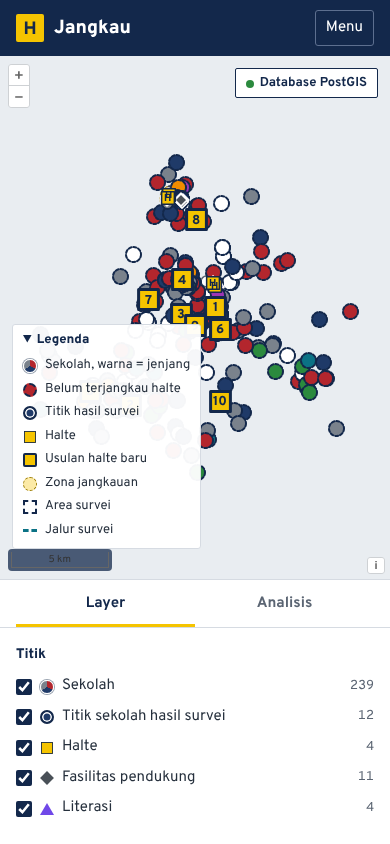 H Jangkau Menu
+
−
Database PostGIS
H
8
4
H
7
1
3
6
10
Legenda
Sekolah, warna = jenjang
Belum terjangkau halte
Titik hasil survei
Halte
Usulan halte baru
Zona jangkauan
Area survei
Jalur survei
5 km
i
Layer Analisis
Titik
Sekolah 239
Titik sekolah hasil survei 12
Halte 4
Fasilitas pendukung 11
Literasi 4